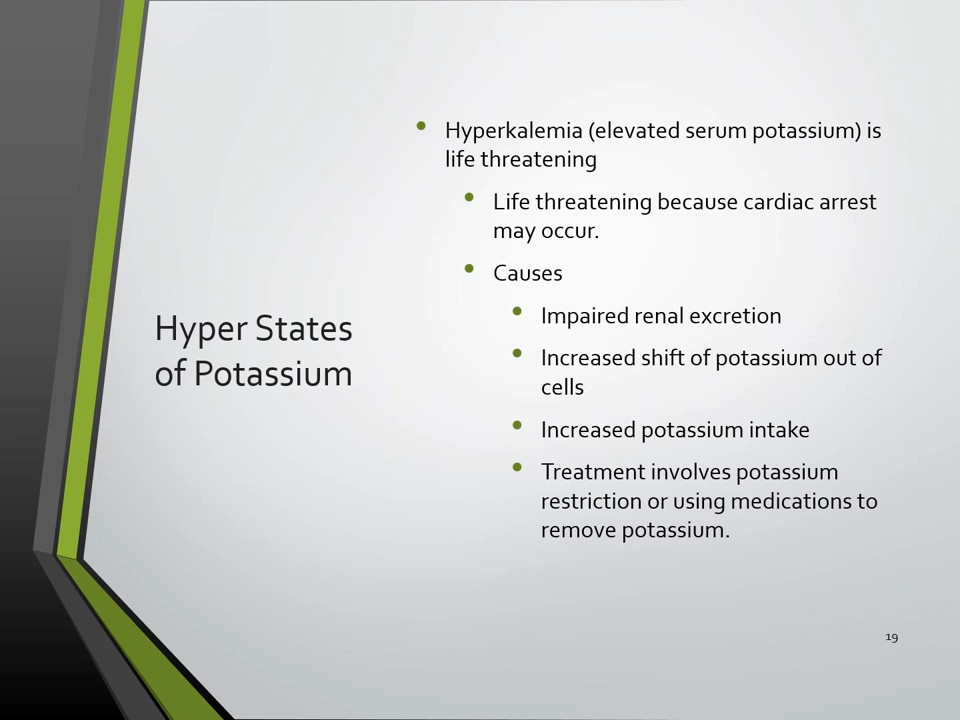 Hyper States
of Potassium
• Hyperkalemia (elevated serum potassium) is
life threatening
• Life threatening because cardiac arrest
may occur.
• Causes
• Impaired renal excretion
• Increased shift of potassium out of
cells
• Increased potassium intake
• Treatment involves potassium
restriction or using medications to
remove potassium.
19